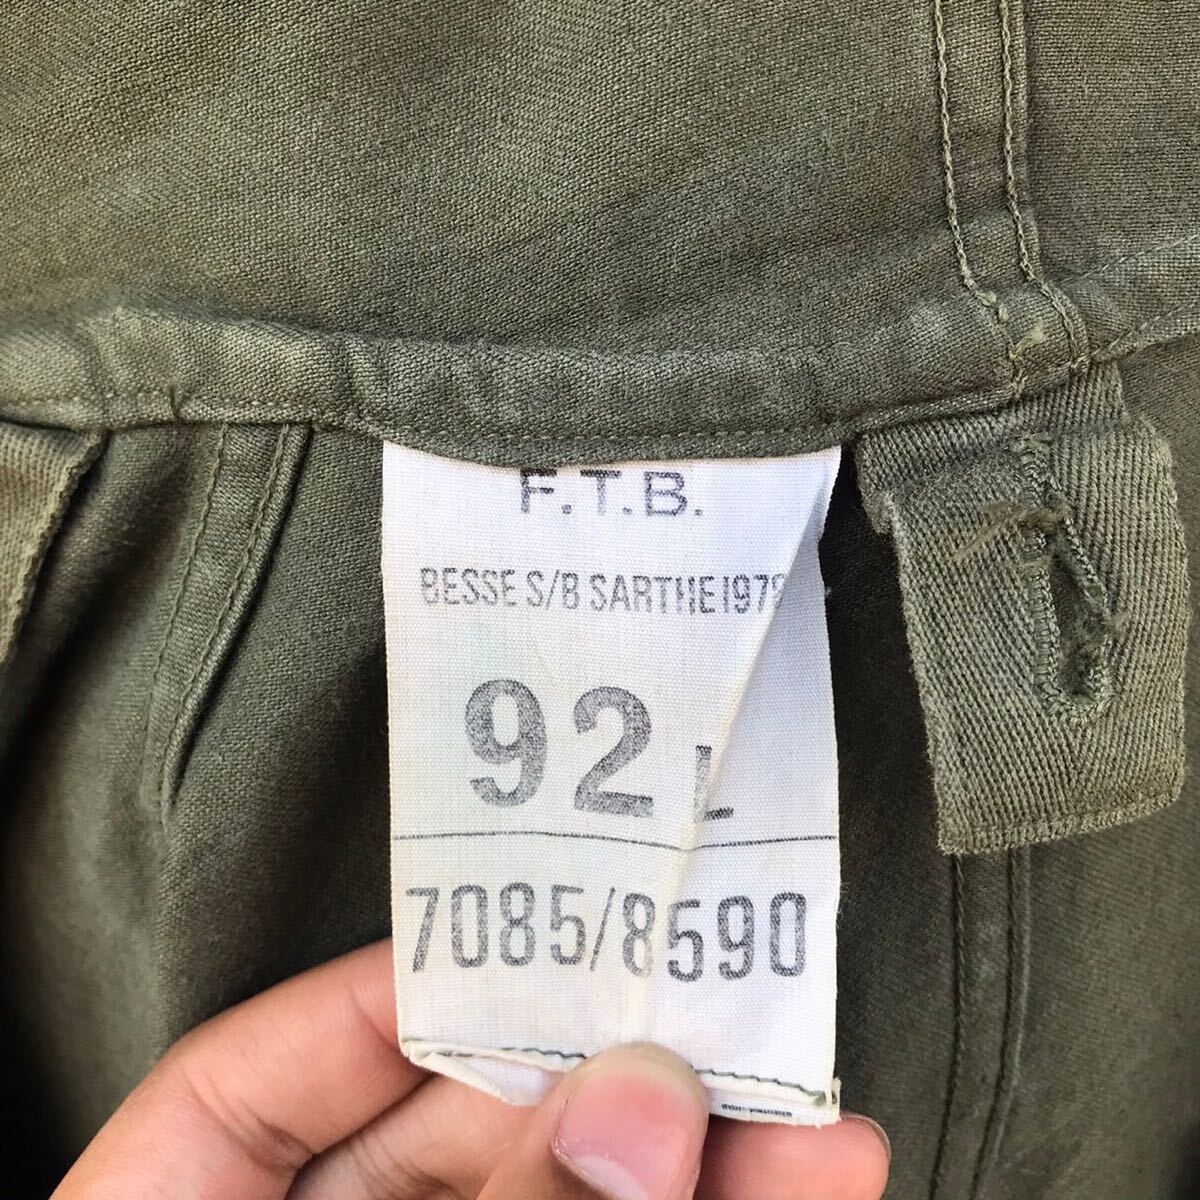 F.T.B.
BESSE S/B SARTHE 1979
92 L
7085/8590